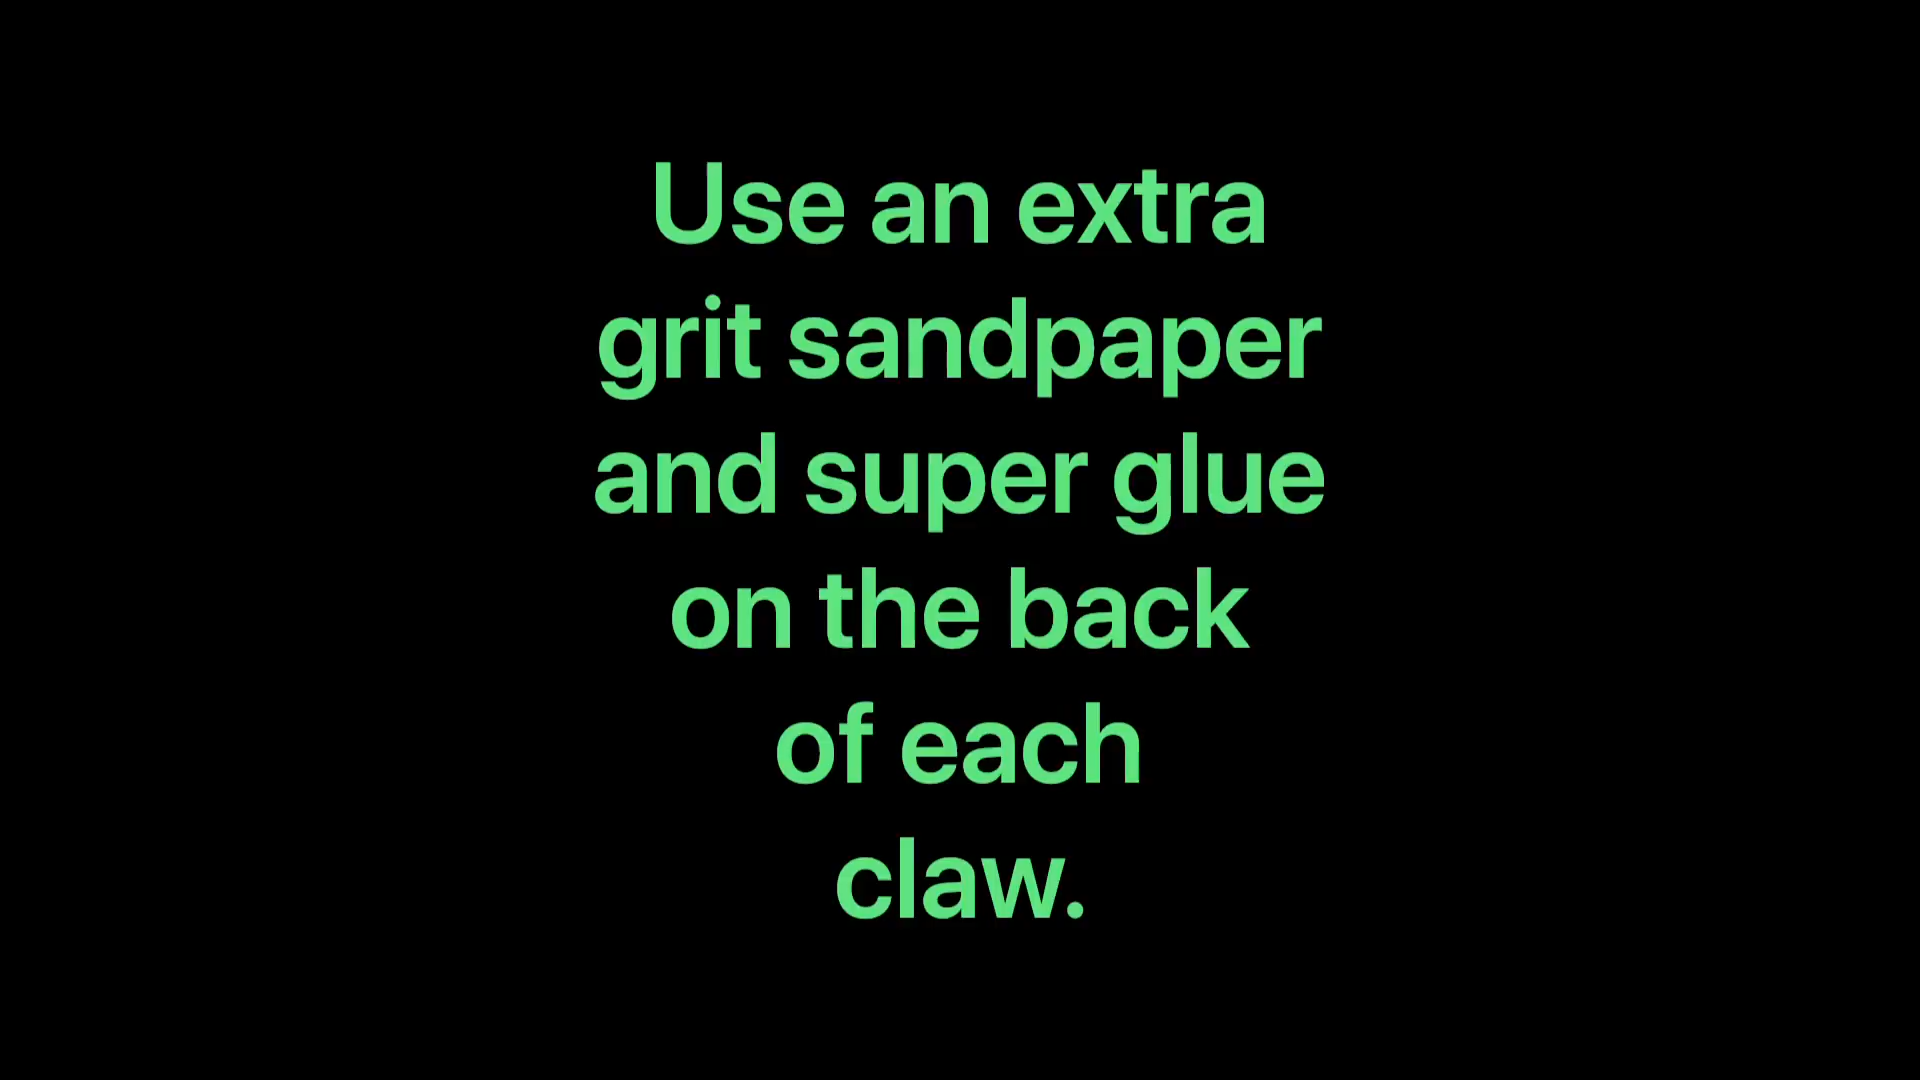 Use an extra
grit sandpaper
and super glue
on the back
of each
claw.